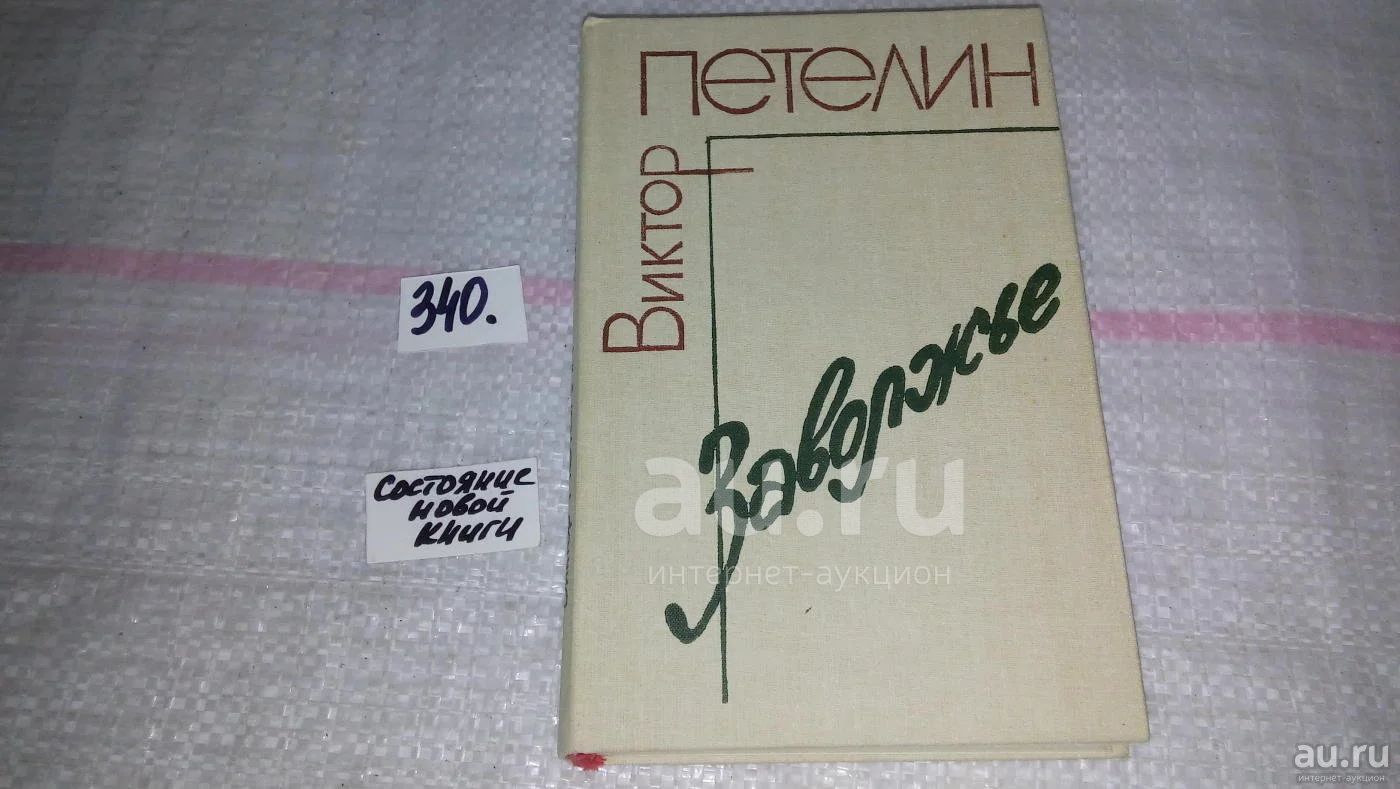 ПЕТЕЛИН
Виктор
Заволжье
340.
Состояние
новой
книги
au.ru
интернет-аукцион
au.ru
интернет-аукцион